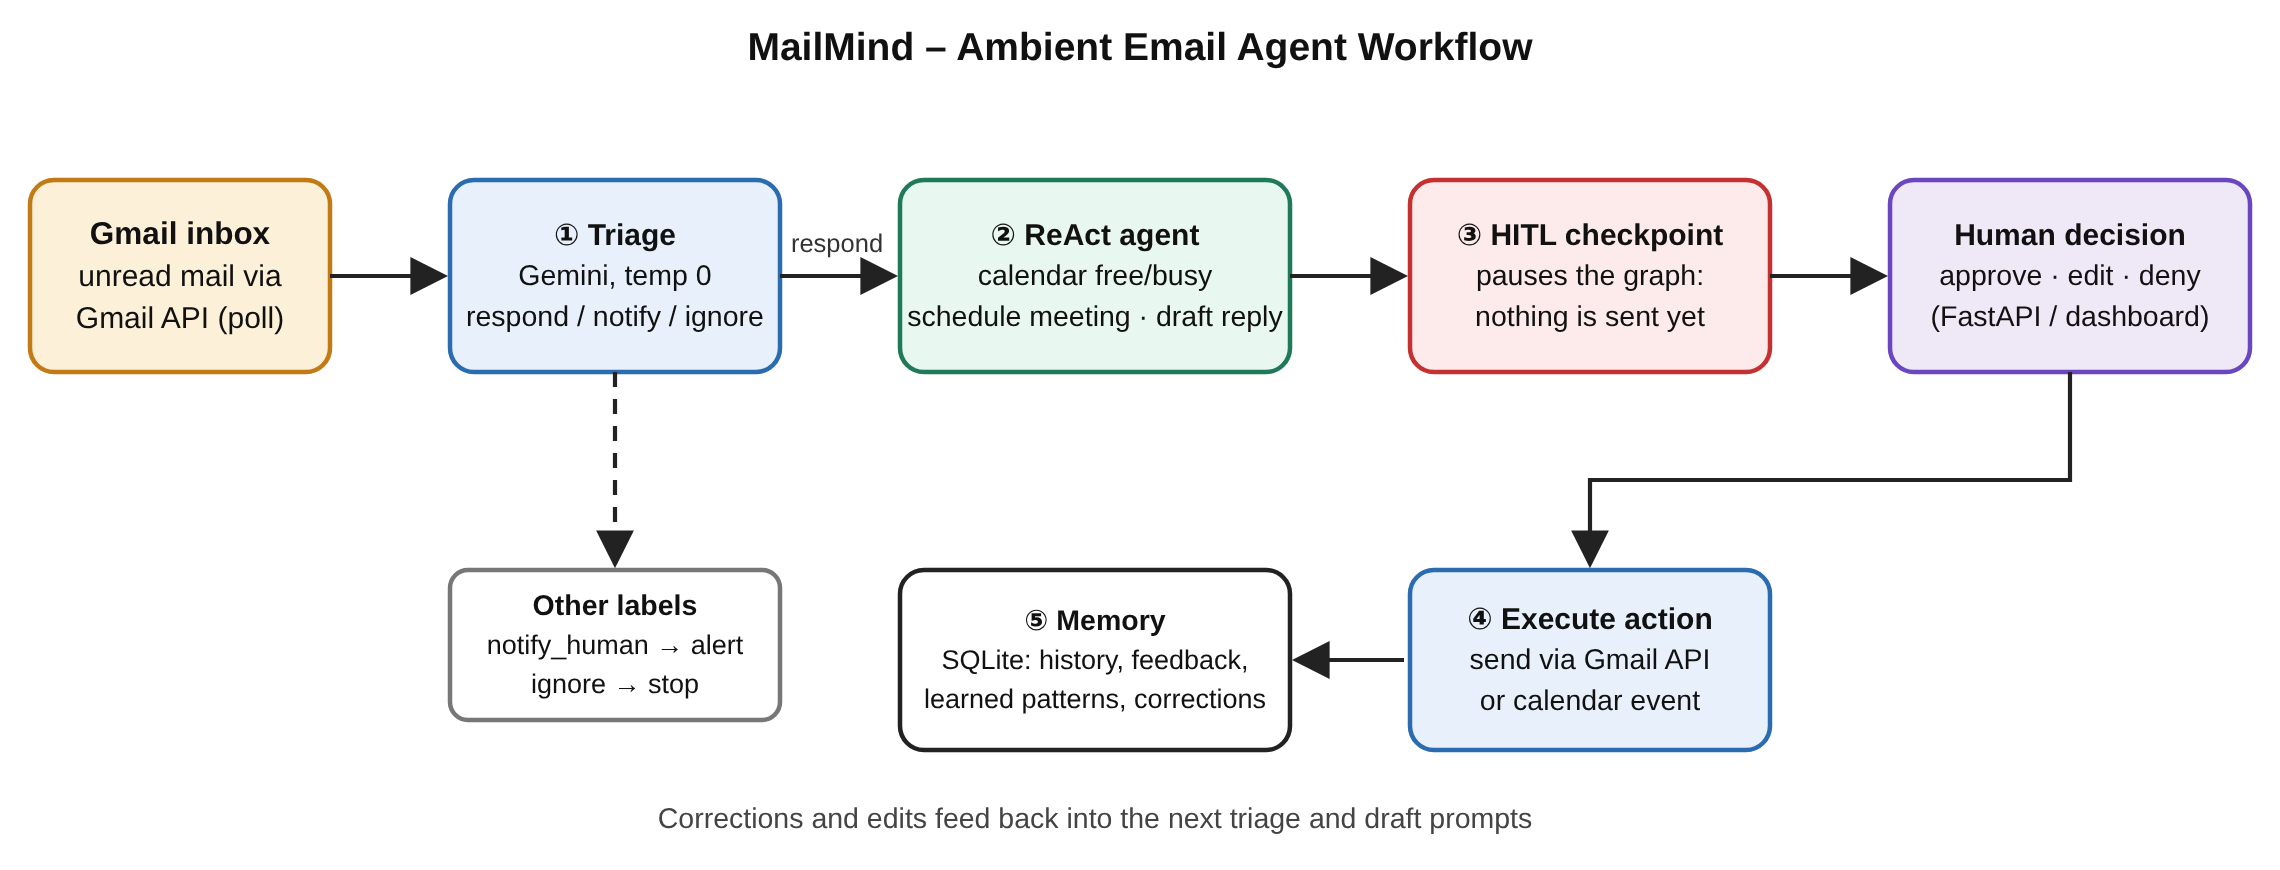 MailMind – Ambient Email Agent Workflow
Gmail inbox
unread mail via
Gmail API (poll)
① Triage
Gemini, temp 0
respond / notify / ignore
respond
② ReAct agent
calendar free/busy
schedule meeting · draft reply
③ HITL checkpoint
pauses the graph:
nothing is sent yet
Human decision
approve · edit · deny
(FastAPI / dashboard)
Other labels
notify_human → alert
ignore → stop
⑤ Memory
SQLite: history, feedback,
learned patterns, corrections
④ Execute action
send via Gmail API
or calendar event
Corrections and edits feed back into the next triage and draft prompts